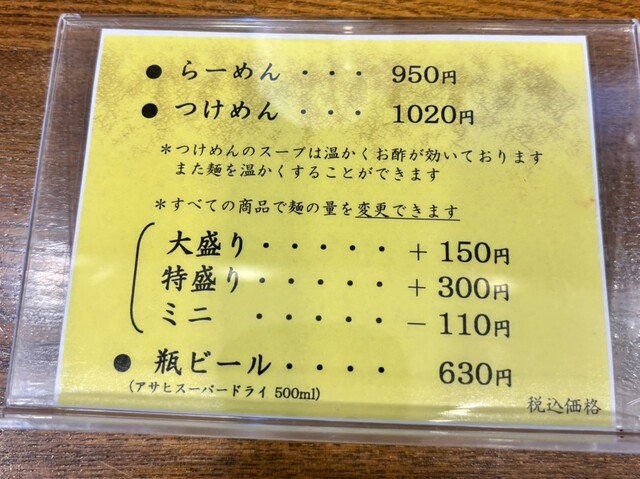 ● らーめん・・・ 950円
● つけめん・・・ 1020円
＊つけめんのスープは温かくお酢が効いております
また麺を温かくすることができます
＊すべての商品で麺の量を変更できます
大盛り・・・・・ ＋150円
特盛り・・・・・ ＋300円
ミニ ・・・・・ －110円
● 瓶ビール・・・・ 630円
(アサヒスーパードライ 500ml)
税込価格